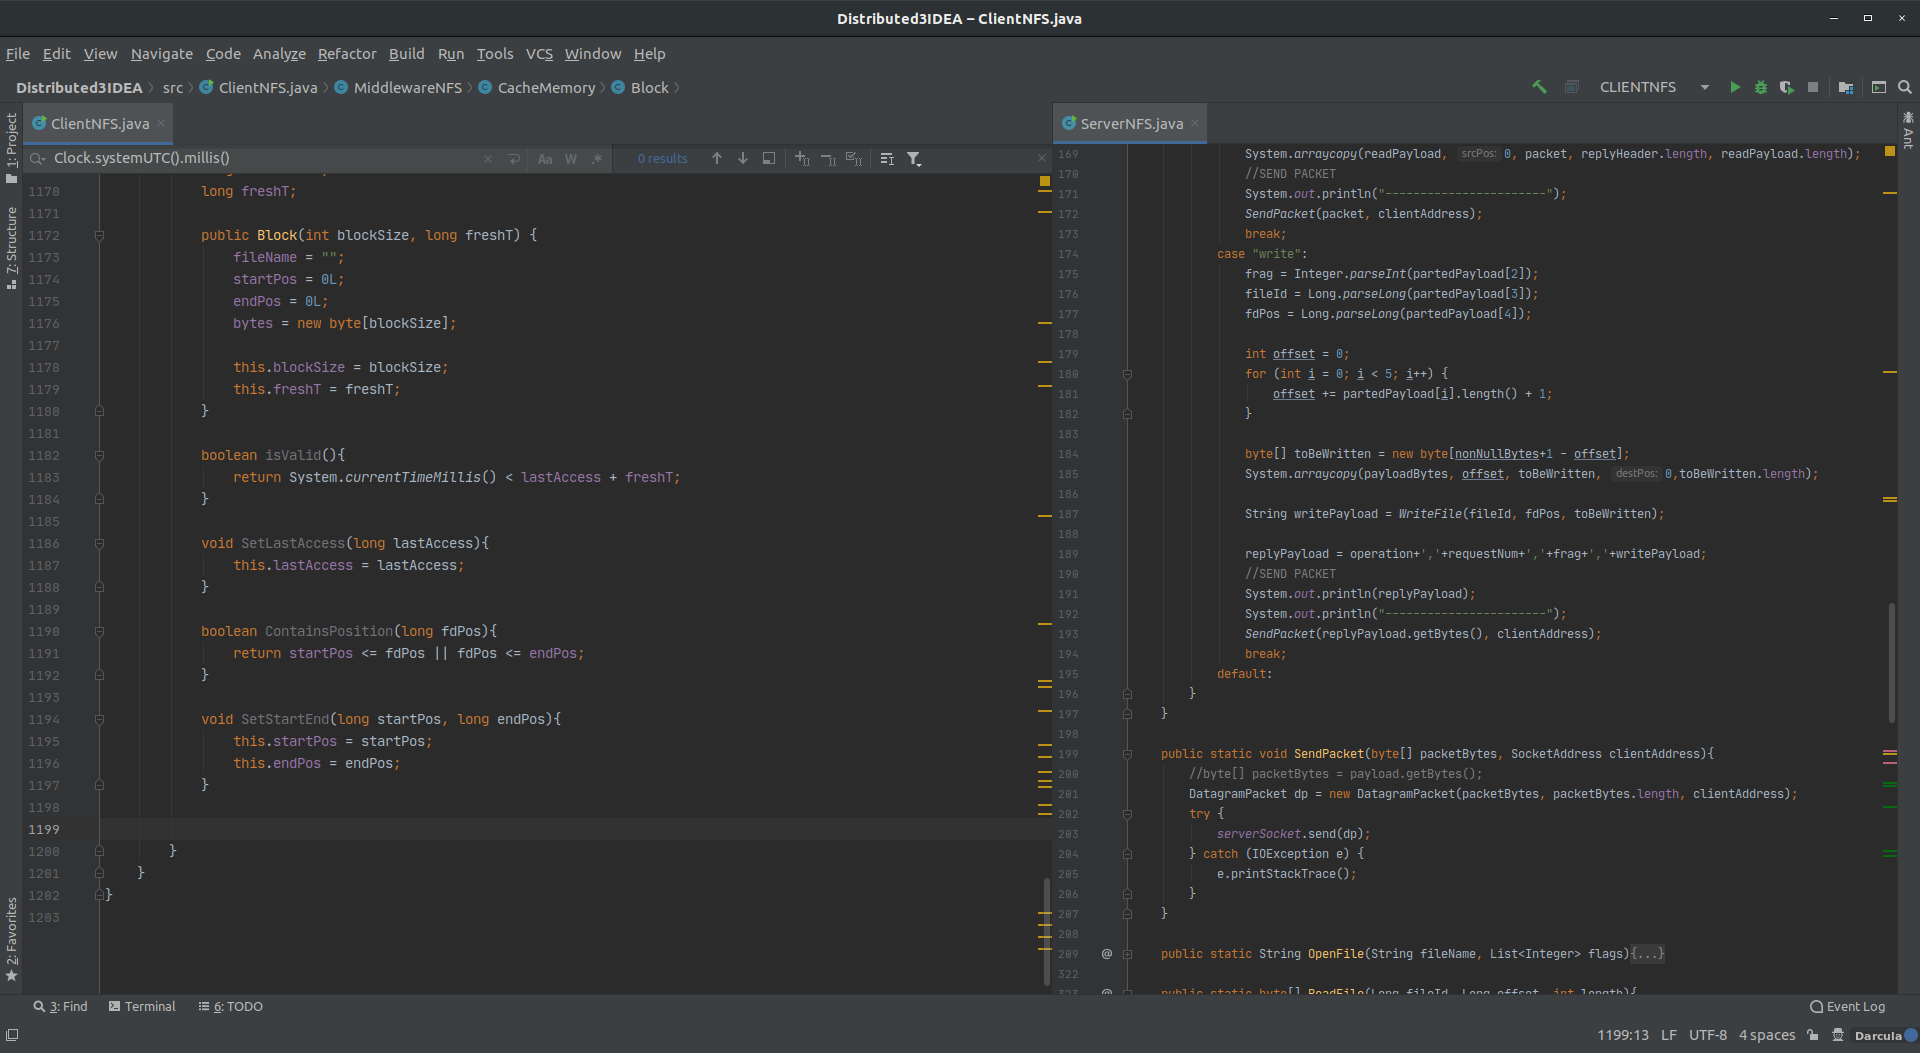 Distributed3IDEA – ClientNFS.java
File Edit View Navigate Code Analyze Refactor Build Run Tools VCS Window Help
Distributed3IDEA src ClientNFS.java MiddlewareNFS CacheMemory Block
CLIENTNFS
1: Project
7: Structure
2: Favorites
ClientNFS.java
Clock.systemUTC().millis()
Aa W .* 0 results
1170 long freshT;
1171
1172 public Block(int blockSize, long freshT) {
1173 fileName = "";
1174 startPos = 0L;
1175 endPos = 0L;
1176 bytes = new byte[blockSize];
1177
1178 this.blockSize = blockSize;
1179 this.freshT = freshT;
1180 }
1181
1182 boolean isValid(){
1183 return System.currentTimeMillis() < lastAccess + freshT;
1184 }
1185
1186 void SetLastAccess(long lastAccess){
1187 this.lastAccess = lastAccess;
1188 }
1189
1190 boolean ContainsPosition(long fdPos){
1191 return startPos <= fdPos || fdPos <= endPos;
1192 }
1193
1194 void SetStartEnd(long startPos, long endPos){
1195 this.startPos = startPos;
1196 this.endPos = endPos;
1197 }
1198
1199
1200 }
1201 }
1202 }
1203
ServerNFS.java
169 System.arraycopy(readPayload, srcPos: 0, packet, replyHeader.length, readPayload.length);
170 //SEND PACKET
171 System.out.println("-----------------------");
172 SendPacket(packet, clientAddress);
173 break;
174 case "write":
175 frag = Integer.parseInt(partedPayload[2]);
176 fileId = Long.parseLong(partedPayload[3]);
177 fdPos = Long.parseLong(partedPayload[4]);
178
179 int offset = 0;
180 for (int i = 0; i < 5; i++) {
181 offset += partedPayload[i].length() + 1;
182 }
183
184 byte[] toBeWritten = new byte[nonNullBytes+1 - offset];
185 System.arraycopy(payloadBytes, offset, toBeWritten, destPos: 0,toBeWritten.length);
186
187 String writePayload = WriteFile(fileId, fdPos, toBeWritten);
188
189 replyPayload = operation+','+requestNum+','+frag+','+writePayload;
190 //SEND PACKET
191 System.out.println(replyPayload);
192 System.out.println("-----------------------");
193 SendPacket(replyPayload.getBytes(), clientAddress);
194 break;
195 default:
196 }
197 }
198
199 public static void SendPacket(byte[] packetBytes, SocketAddress clientAddress){
200 //byte[] packetBytes = payload.getBytes();
201 DatagramPacket dp = new DatagramPacket(packetBytes, packetBytes.length, clientAddress);
202 try {
203 serverSocket.send(dp);
204 } catch (IOException e) {
205 e.printStackTrace();
206 }
207 }
208
209 @ public static String OpenFile(String fileName, List<Integer> flags){...}
322
323 @ public static byte[] ReadFile(Long fileId, Long offset, int length){
Ant
3: Find Terminal 6: TODO Event Log
1199:13 LF UTF-8 4 spaces Darcula